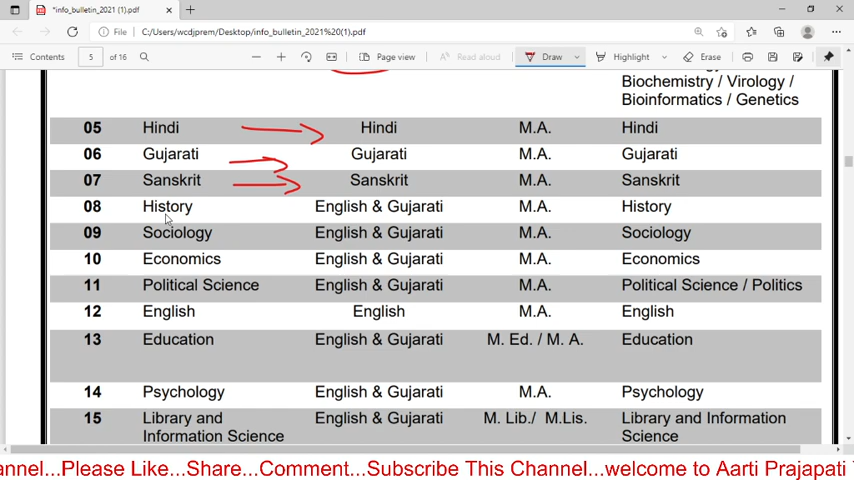 *info_bulletin_2021 (1).pdf
File C:/Users/wcdjprem/Desktop/info_bulletin_2021%20(1).pdf
Contents 5 of 16 Page view Read aloud Draw Highlight Erase
Biochemistry / Virology /
Bioinformatics / Genetics
05 Hindi Hindi M.A. Hindi
06 Gujarati Gujarati M.A. Gujarati
07 Sanskrit Sanskrit M.A. Sanskrit
08 History English & Gujarati M.A. History
09 Sociology English & Gujarati M.A. Sociology
10 Economics English & Gujarati M.A. Economics
11 Political Science English & Gujarati M.A. Political Science / Politics
12 English English M.A. English
13 Education English & Gujarati M. Ed. / M. A. Education
14 Psychology English & Gujarati M.A. Psychology
15 Library and English & Gujarati M. Lib./ M.Lis. Library and Information
Information Science Science
annel...Please Like...Share...Comment...Subscribe This Channel...welcome to Aarti Prajapati